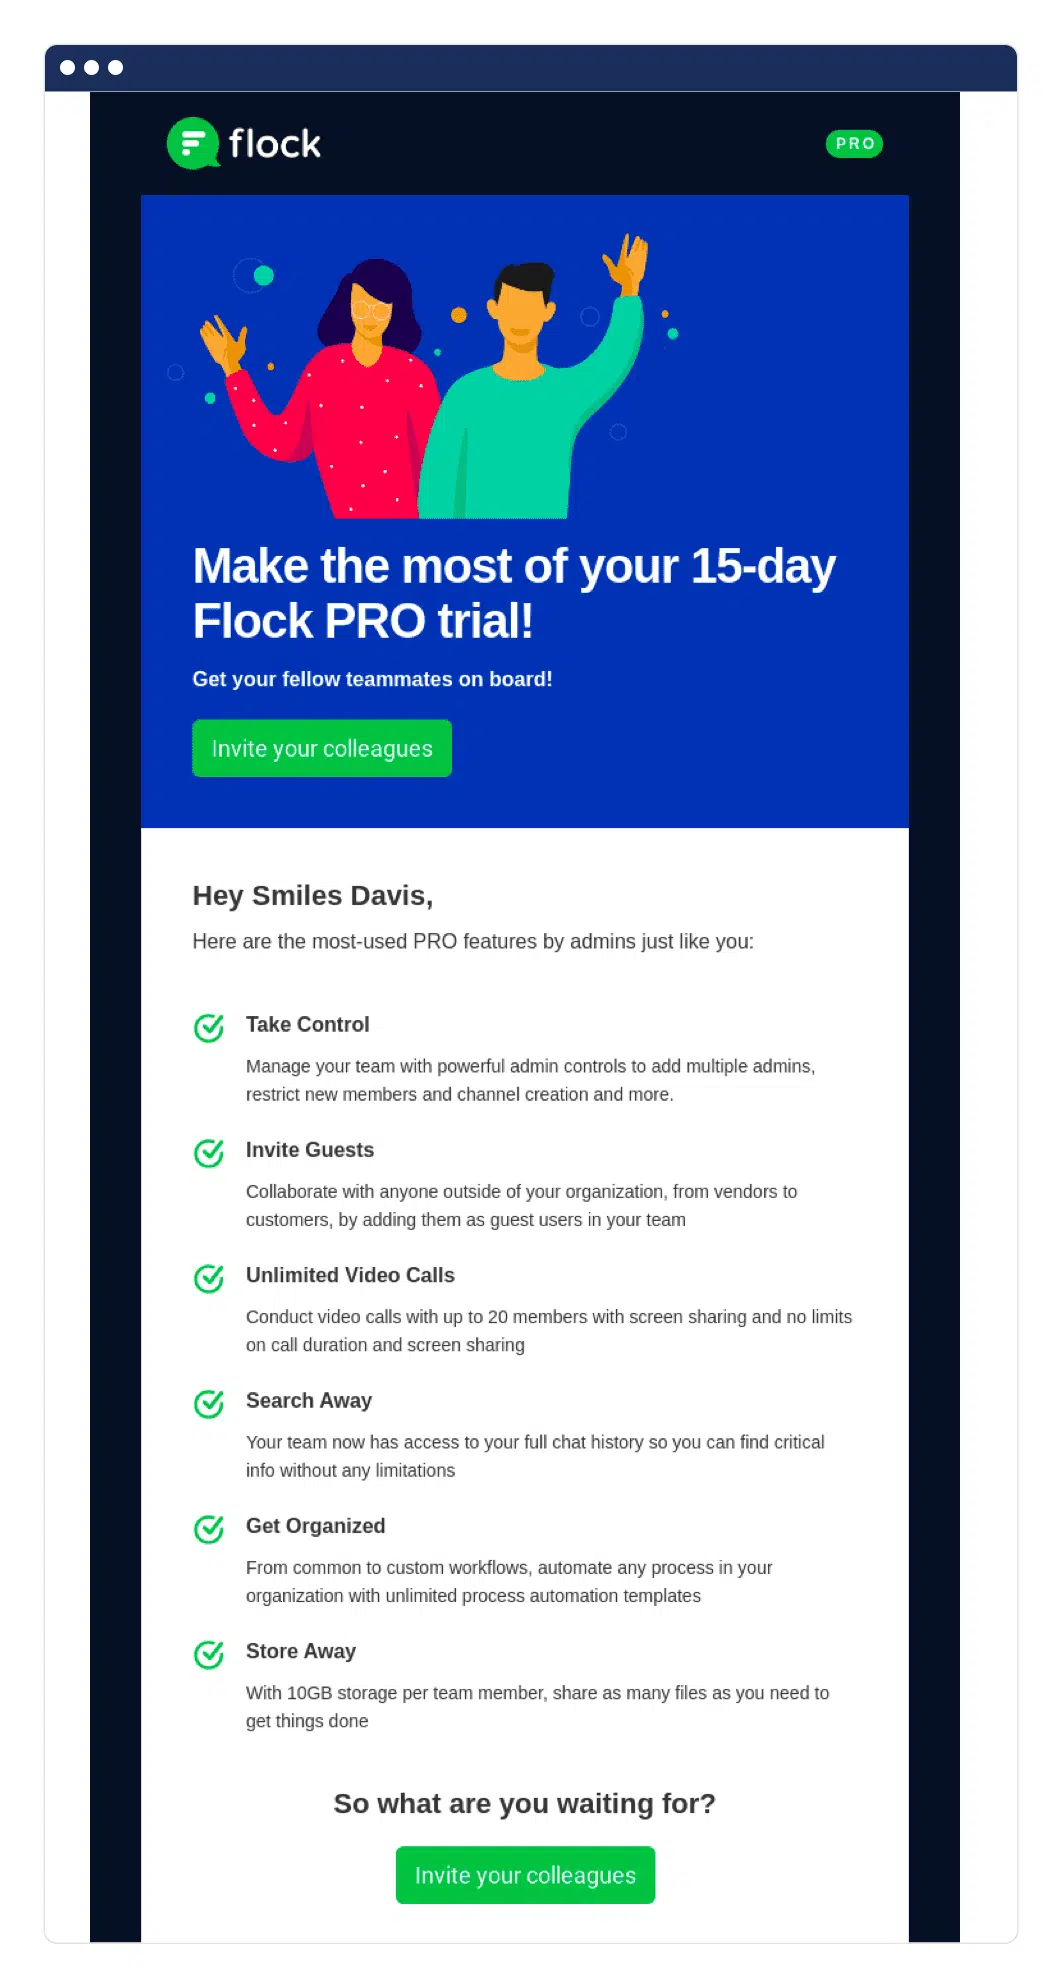 flock
PRO
Make the most of your 15-day
Flock PRO trial!
Get your fellow teammates on board!
Invite your colleagues
Hey Smiles Davis,
Here are the most-used PRO features by admins just like you:
Take Control
Manage your team with powerful admin controls to add multiple admins,
restrict new members and channel creation and more.
Invite Guests
Collaborate with anyone outside of your organization, from vendors to
customers, by adding them as guest users in your team
Unlimited Video Calls
Conduct video calls with up to 20 members with screen sharing and no limits
on call duration and screen sharing
Search Away
Your team now has access to your full chat history so you can find critical
info without any limitations
Get Organized
From common to custom workflows, automate any process in your
organization with unlimited process automation templates
Store Away
With 10GB storage per team member, share as many files as you need to
get things done
So what are you waiting for?
Invite your colleagues